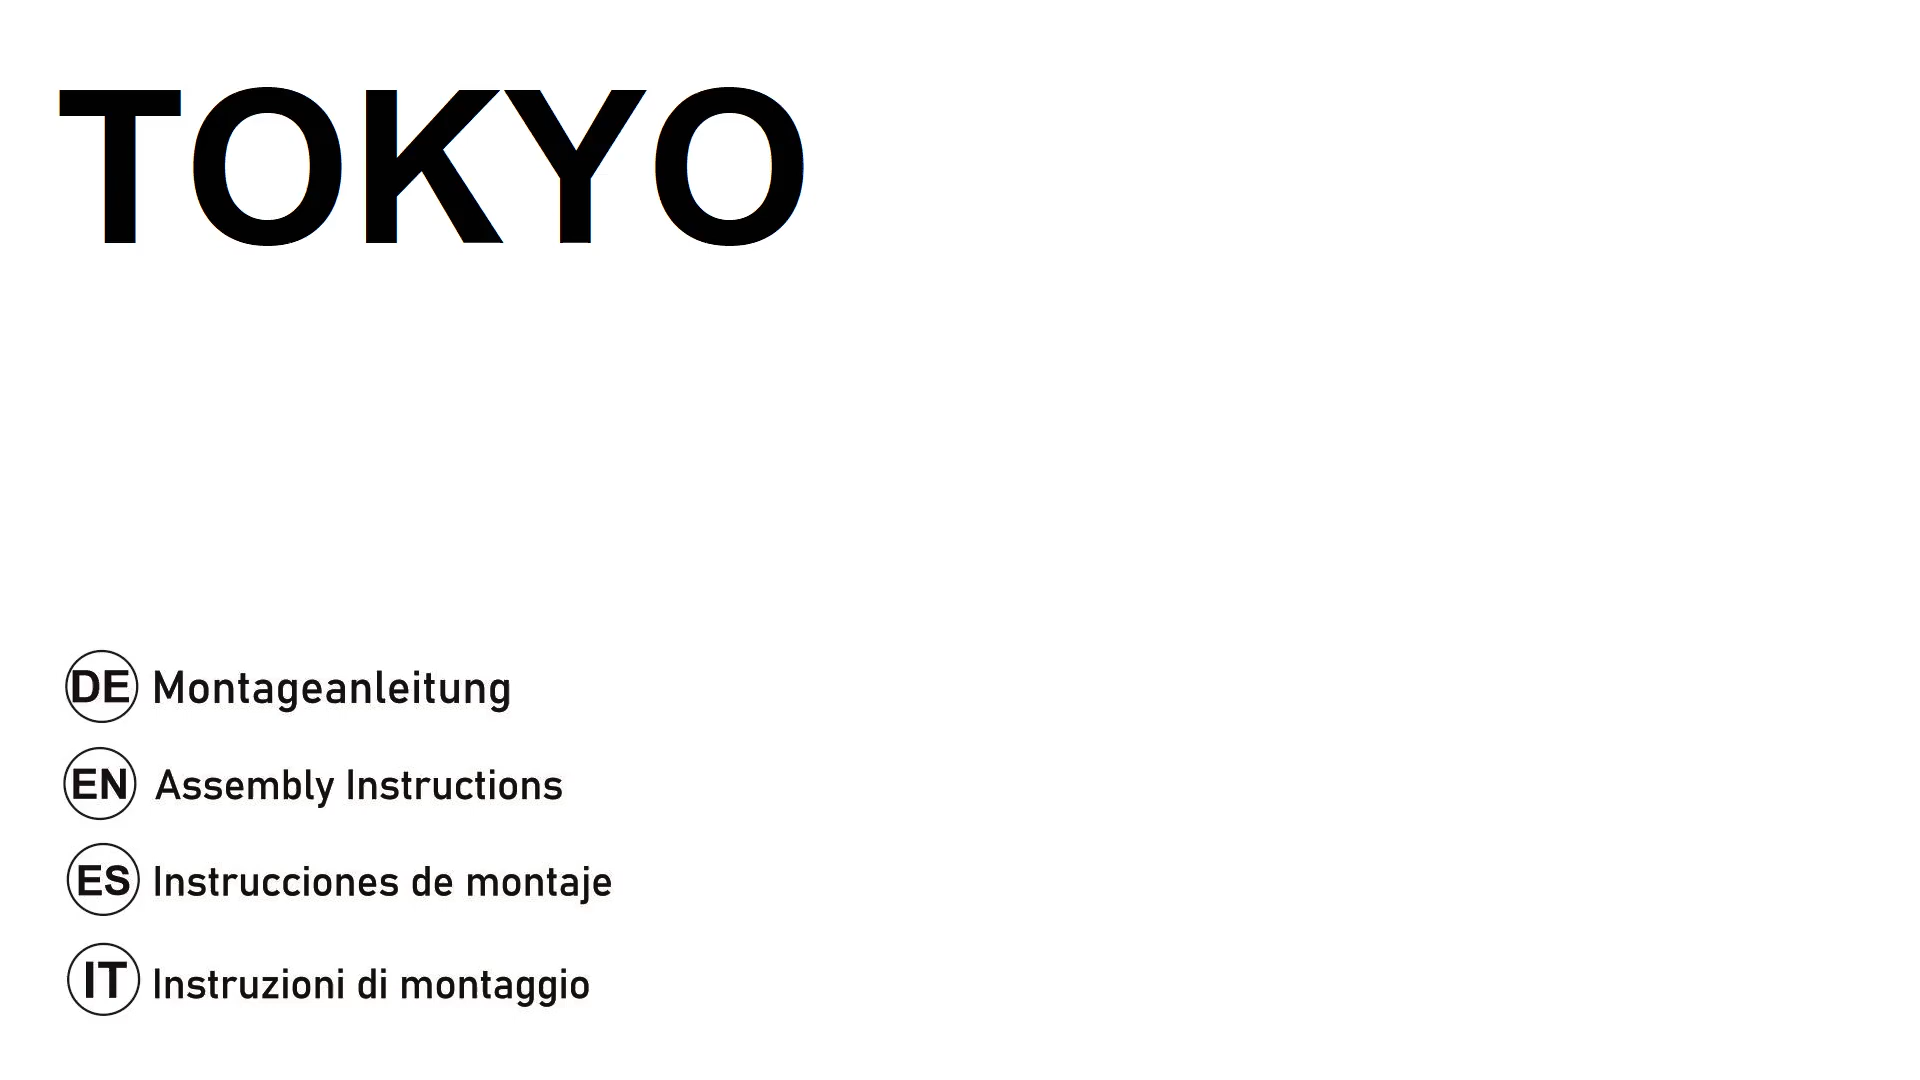 TOKYO
DE Montageanleitung
EN Assembly Instructions
ES Instrucciones de montaje
IT Instruzioni di montaggio